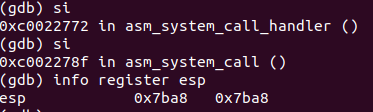 (gdb) si
0xc0022772 in asm_system_call_handler ()
(gdb) si
0xc002278f in asm_system_call ()
(gdb) info register esp
esp            0x7ba8   0x7ba8